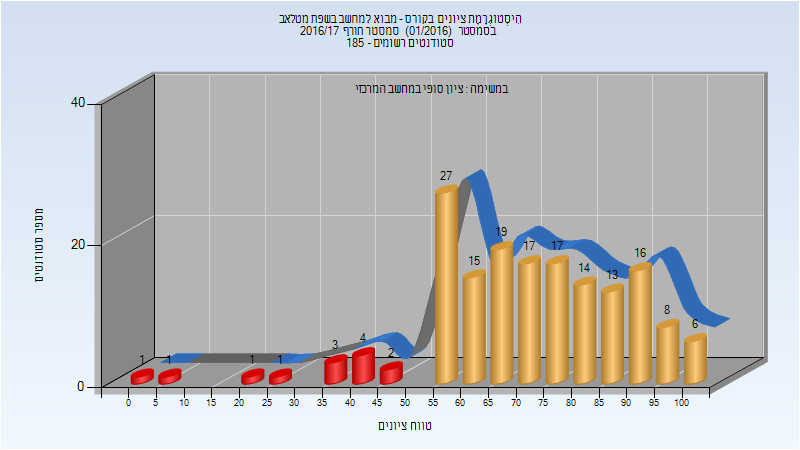 הִיסְטוֹגְרָמַת ציונים בקורס - מבוא למחשב בשפת מטלאב
בסמסטר (01/2016) סמסטר חורף 2016/17
סטודנטים רשומים - 185
במשימה : ציון סופי במחשב המרכזי
מספר סטודנטים
40
20
0
1 1 1 1 3 4 2 27 15 19 17 17 14 13 16 8 6
0 5 10 15 20 25 30 35 40 45 50 55 60 65 70 75 80 85 90 95 100
טווח ציונים